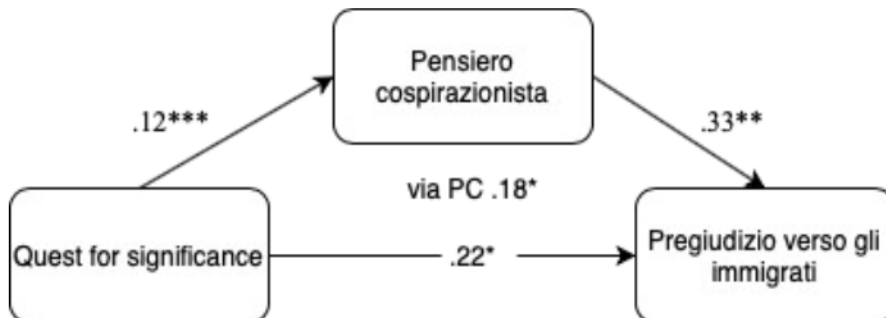 Pensiero
cospirazionista
.12***
.33**
via PC .18*
Quest for significance
.22*
Pregiudizio verso gli
immigrati